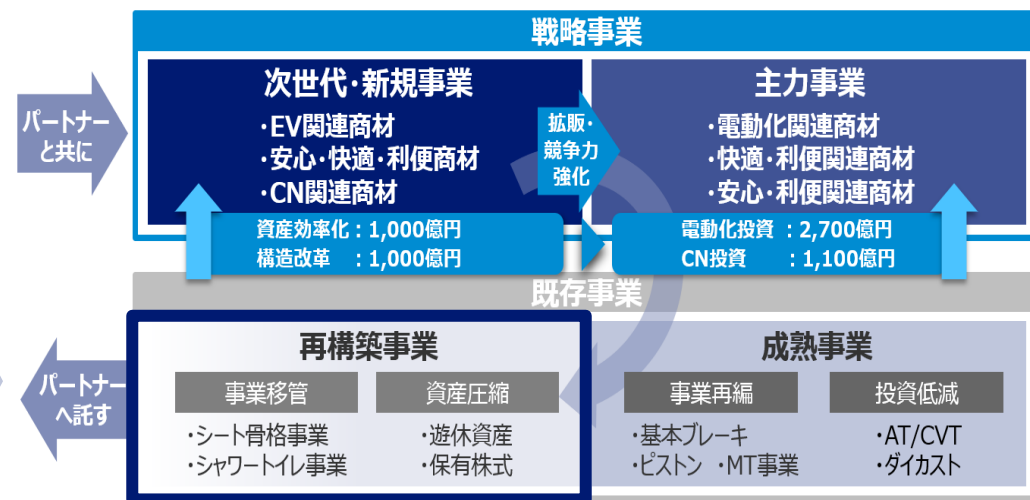 戦略事業
パートナー
と共に
次世代・新規事業
・EV関連商材
・安心・快適・利便商材
・CN関連商材
拡販・
競争力
強化
主力事業
・電動化関連商材
・快適・利便関連商材
・安心・利便関連商材
資産効率化：1,000億円
構造改革　：1,000億円
電動化投資 ：2,700億円
CN投資　　：1,100億円
既存事業
パートナー
へ託す
再構築事業
事業移管
・シート骨格事業
・シャワートイレ事業
資産圧縮
・遊休資産
・保有株式
成熟事業
事業再編
・基本ブレーキ
・ピストン ・MT事業
投資低減
・AT/CVT
・ダイカスト